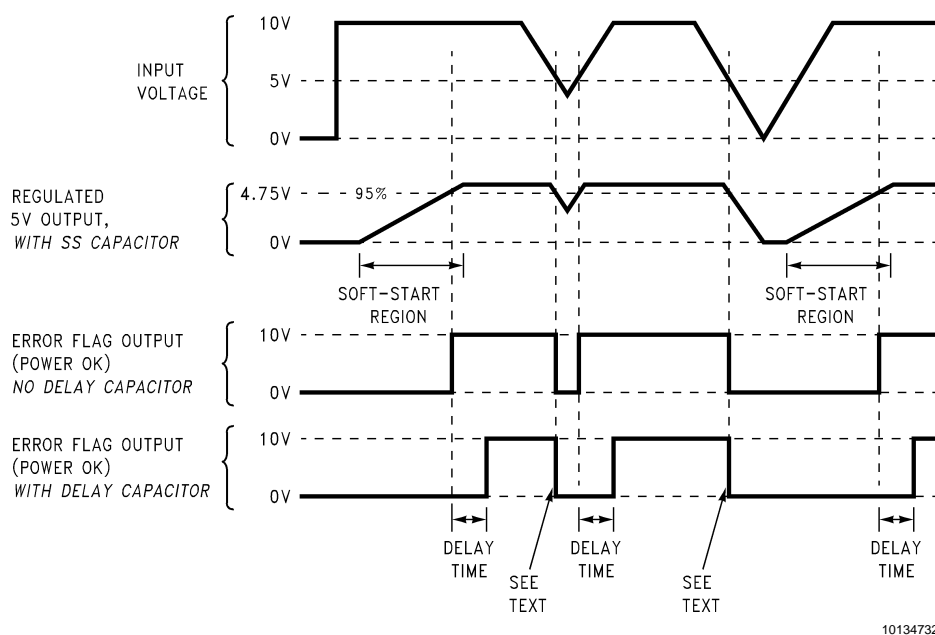 INPUT
VOLTAGE
10V
5V
0V
REGULATED
5V OUTPUT,
WITH SS CAPACITOR
4.75V
95%
0V
SOFT-START
REGION
SOFT-START
REGION
ERROR FLAG OUTPUT
(POWER OK)
NO DELAY CAPACITOR
10V
0V
ERROR FLAG OUTPUT
(POWER OK)
WITH DELAY CAPACITOR
10V
0V
DELAY
TIME
SEE
TEXT
DELAY
TIME
SEE
TEXT
DELAY
TIME
10134732